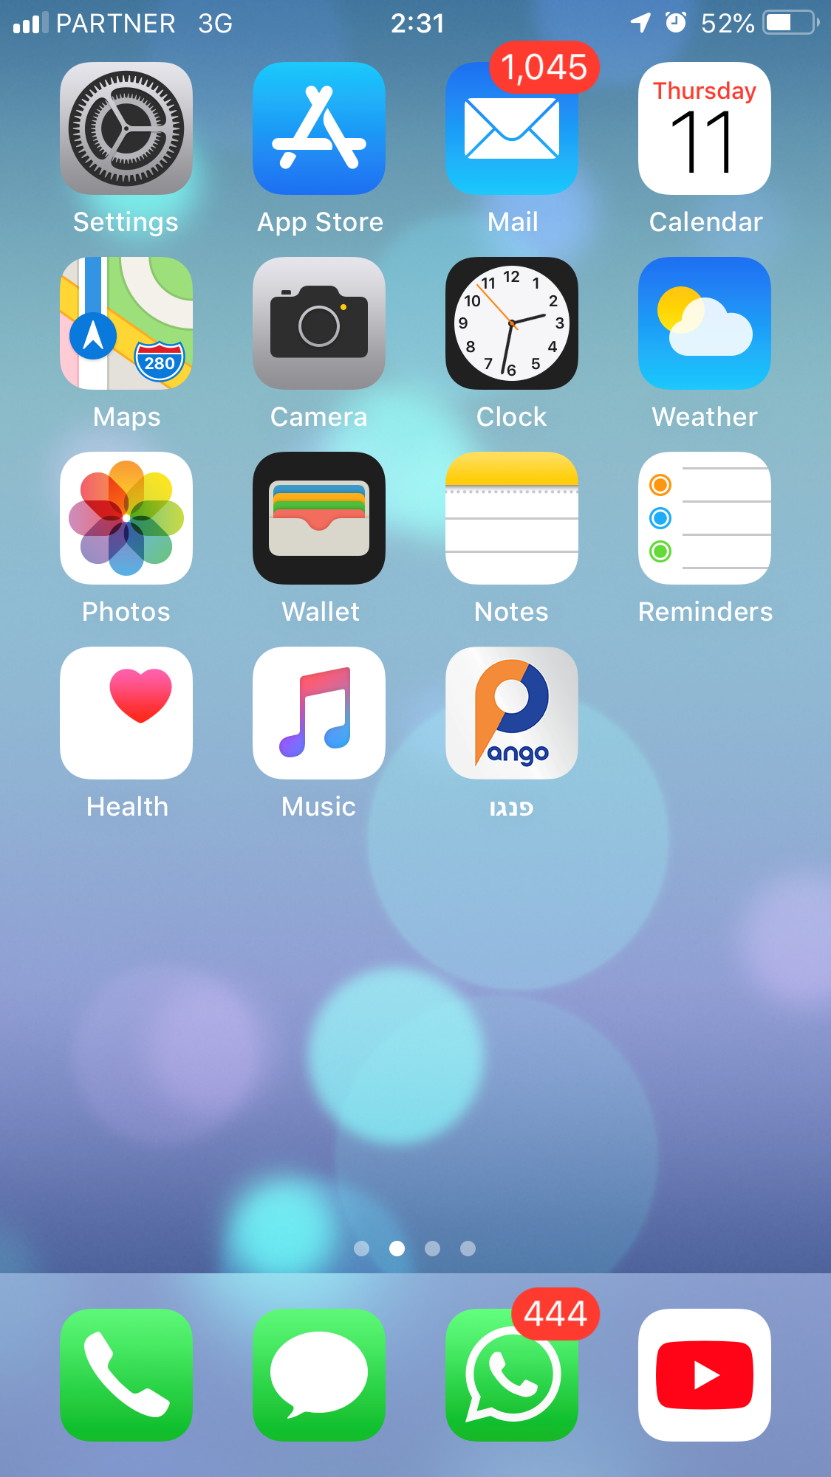 PARTNER 3G 2:31 52%
1,045
Thursday
11
Settings App Store Mail Calendar
12
11 1
10 2
9 3
8 4
7 5
6
280
Maps Camera Clock Weather
Photos Wallet Notes Reminders
Pango
Health Music פנגו
444